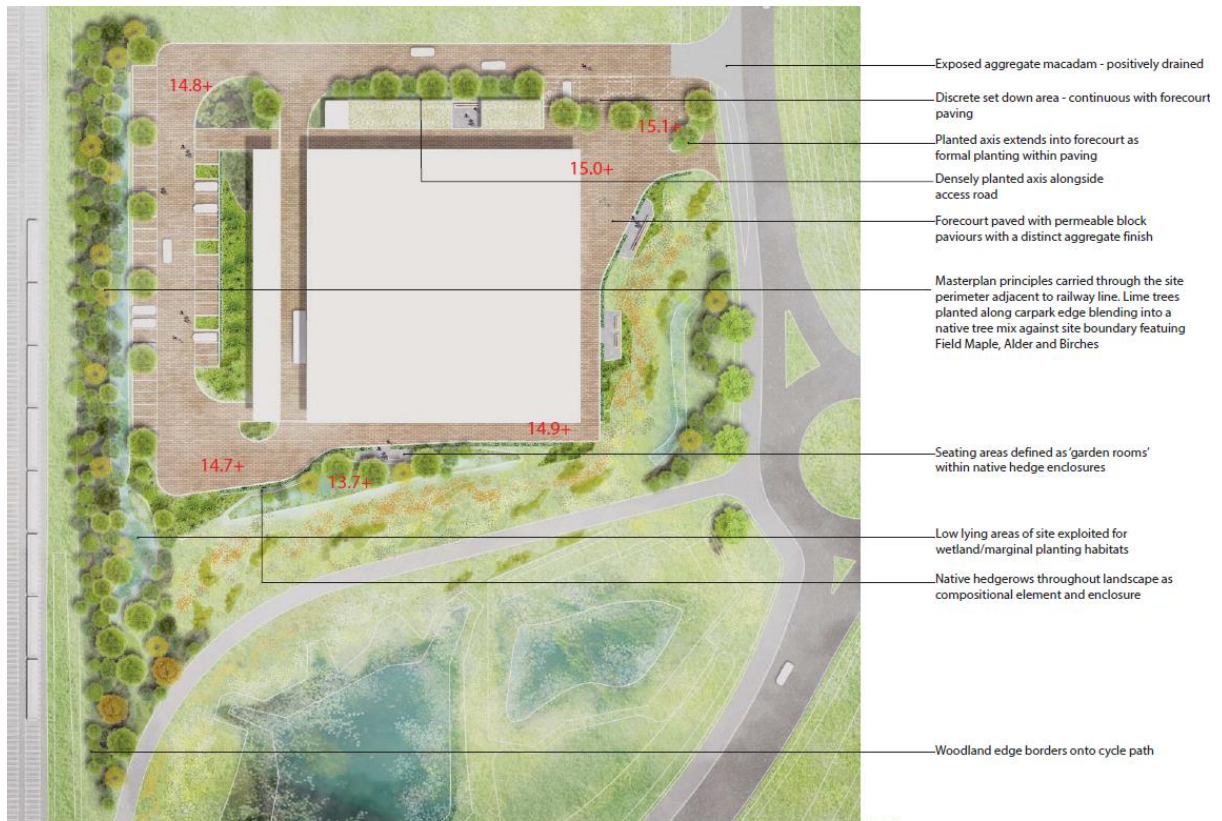 Exposed aggregate macadam - positively drained
Discrete set down area - continuous with forecourt
paving
Planted axis extends into forecourt as
formal planting within paving
Densely planted axis alongside
access road
Forecourt paved with permeable block
paviours with a distinct aggregate finish
Masterplan principles carried through the site
perimeter adjacent to railway line. Lime trees
planted along carpark edge blending into a
native tree mix against site boundary featuing
Field Maple, Alder and Birches
Seating areas defined as 'garden rooms'
within native hedge enclosures
Low lying areas of site exploited for
wetland/marginal planting habitats
Native hedgerows throughout landscape as
compositional element and enclosure
Woodland edge borders onto cycle path
14.8+
15.1+
15.0+
14.9+
14.7+
13.7+